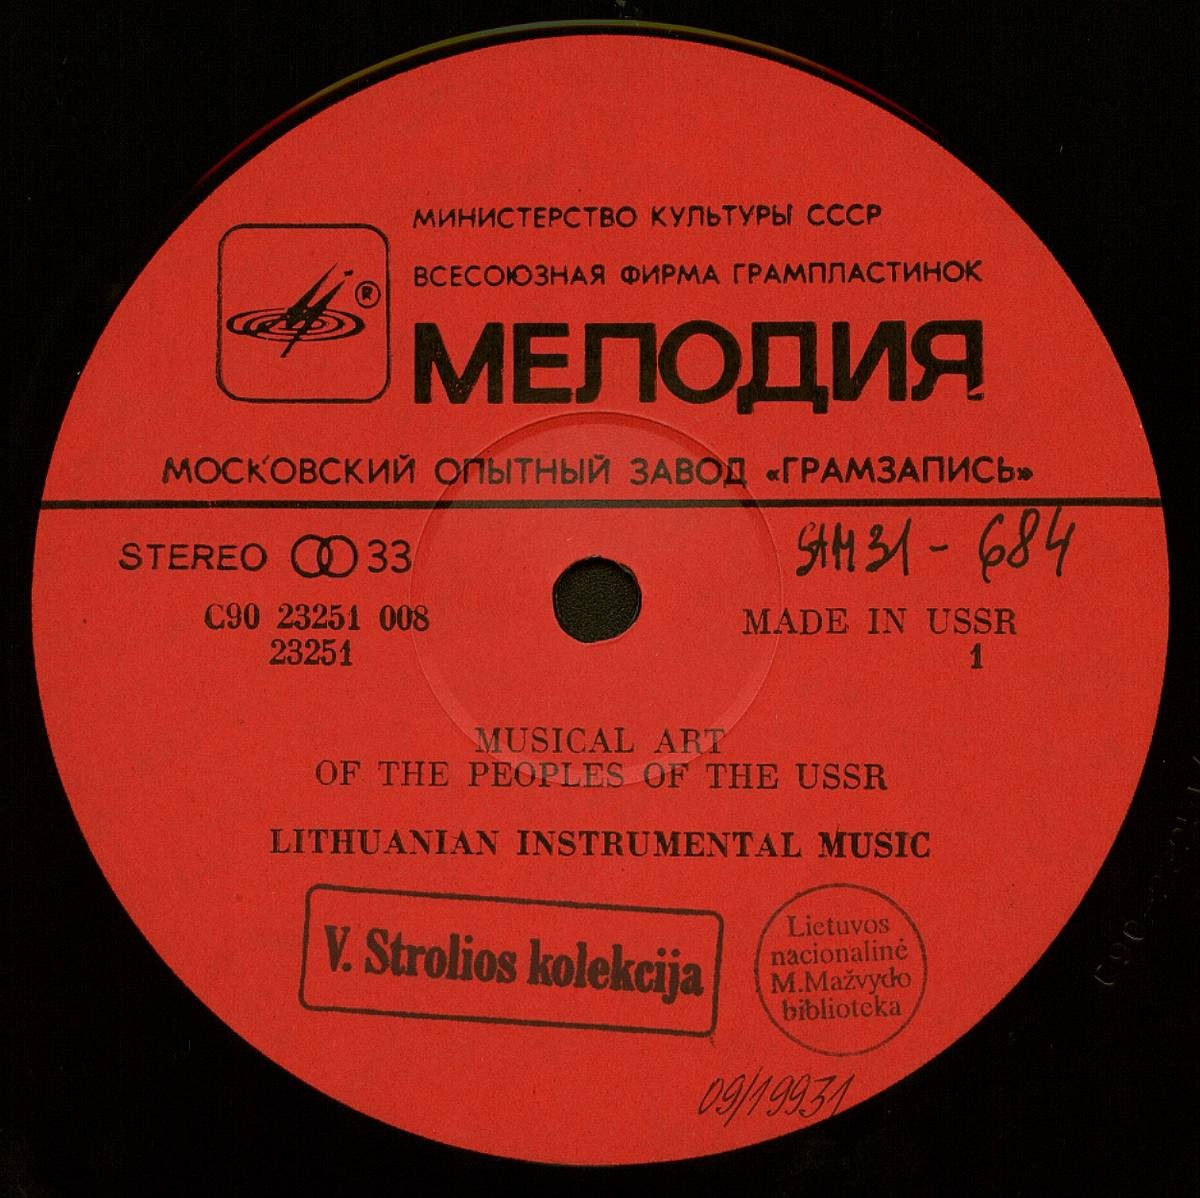 МИНИСТЕРСТВО КУЛЬТУРЫ СССР
ВСЕСОЮЗНАЯ ФИРМА ГРАМПЛАСТИНОК
®
МЕЛОДИЯ
МОСКОВСКИЙ ОПЫТНЫЙ ЗАВОД «ГРАМЗАПИСЬ»
STEREO 33
C90 23251 008
23251
684
MADE IN USSR
1
MUSICAL ART
OF THE PEOPLES OF THE USSR
LITHUANIAN INSTRUMENTAL MUSIC
V. Strolios kolekcija
Lietuvos
nacionalinė
M.Mažvydo
biblioteka
09/19931